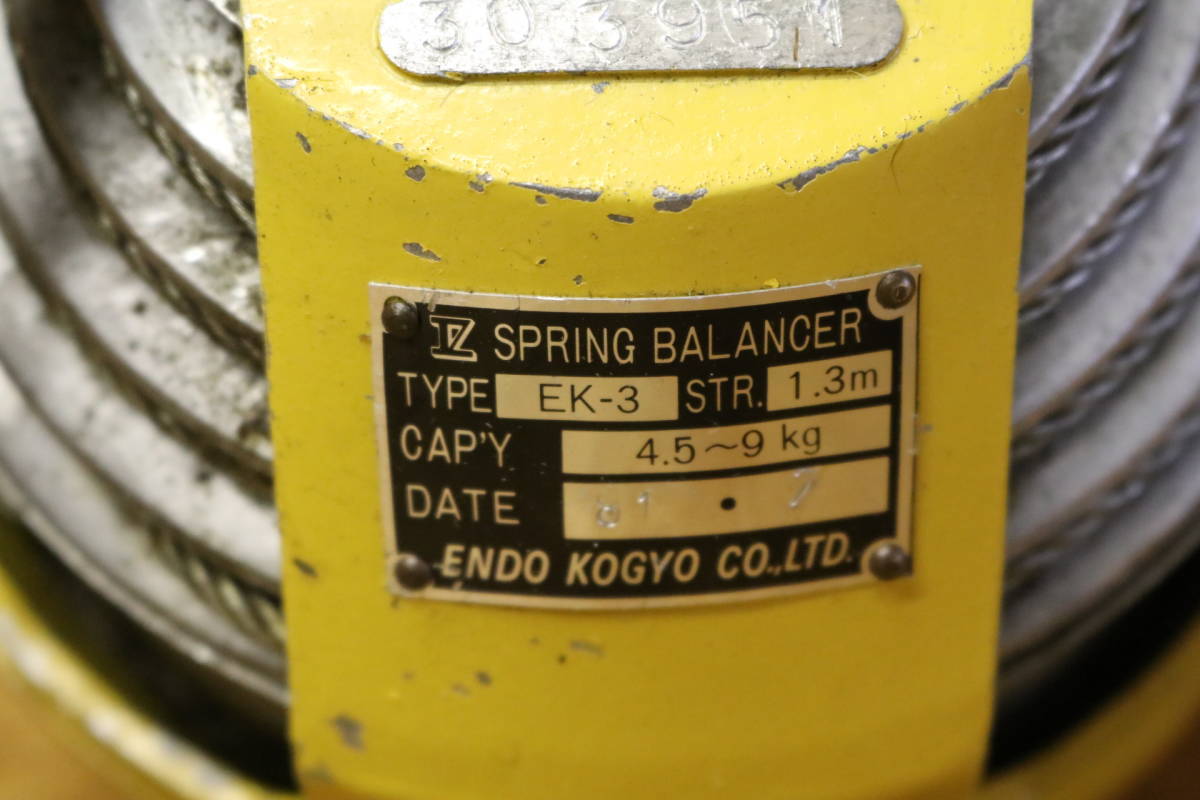 303951
SPRING BALANCER
TYPE EK-3 STR. 1.3m
CAP'Y 4.5~9 kg
DATE 61 • 7
ENDO KOGYO CO.,LTD.